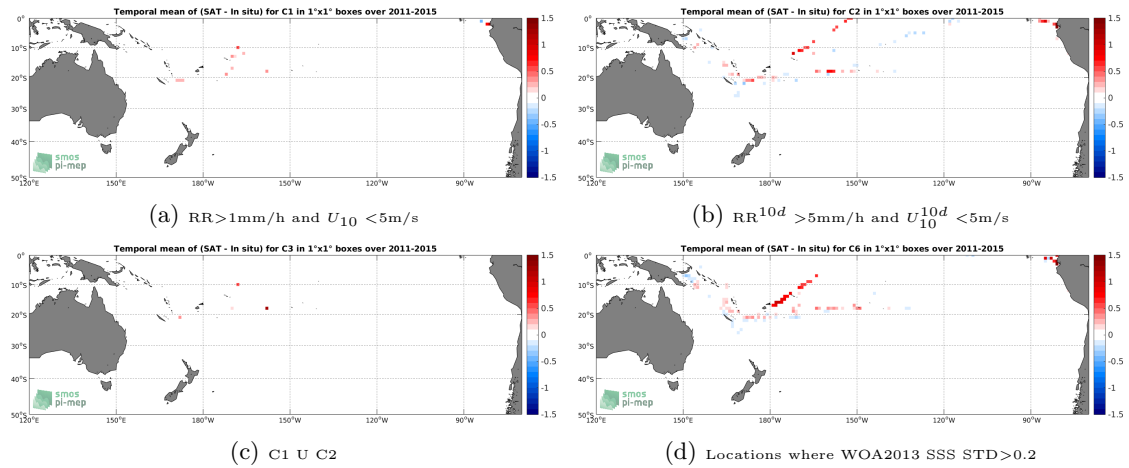 Temporal mean of (SAT - In situ) for C1 in 1°x1° boxes over 2011-2015
0°
10°S
20°S
30°S
40°S
50°S
120°E 150°E 180°W 150°W 120°W 90°W
1.5
1
0.5
0
-0.5
-1
-1.5
smos
pi-mep
(a) RR>1mm/h and U10 <5m/s
Temporal mean of (SAT - In situ) for C2 in 1°x1° boxes over 2011-2015
0°
10°S
20°S
30°S
40°S
50°S
120°E 150°E 180°W 150°W 120°W 90°W
1.5
1
0.5
0
-0.5
-1
-1.5
smos
pi-mep
(b) RR^10d >5mm/h and U10^10d <5m/s
Temporal mean of (SAT - In situ) for C3 in 1°x1° boxes over 2011-2015
0°
10°S
20°S
30°S
40°S
50°S
120°E 150°E 180°W 150°W 120°W 90°W
1.5
1
0.5
0
-0.5
-1
-1.5
smos
pi-mep
(c) C1 U C2
Temporal mean of (SAT - In situ) for C6 in 1°x1° boxes over 2011-2015
0°
10°S
20°S
30°S
40°S
50°S
120°E 150°E 180°W 150°W 120°W 90°W
1.5
1
0.5
0
-0.5
-1
-1.5
smos
pi-mep
(d) Locations where WOA2013 SSS STD>0.2